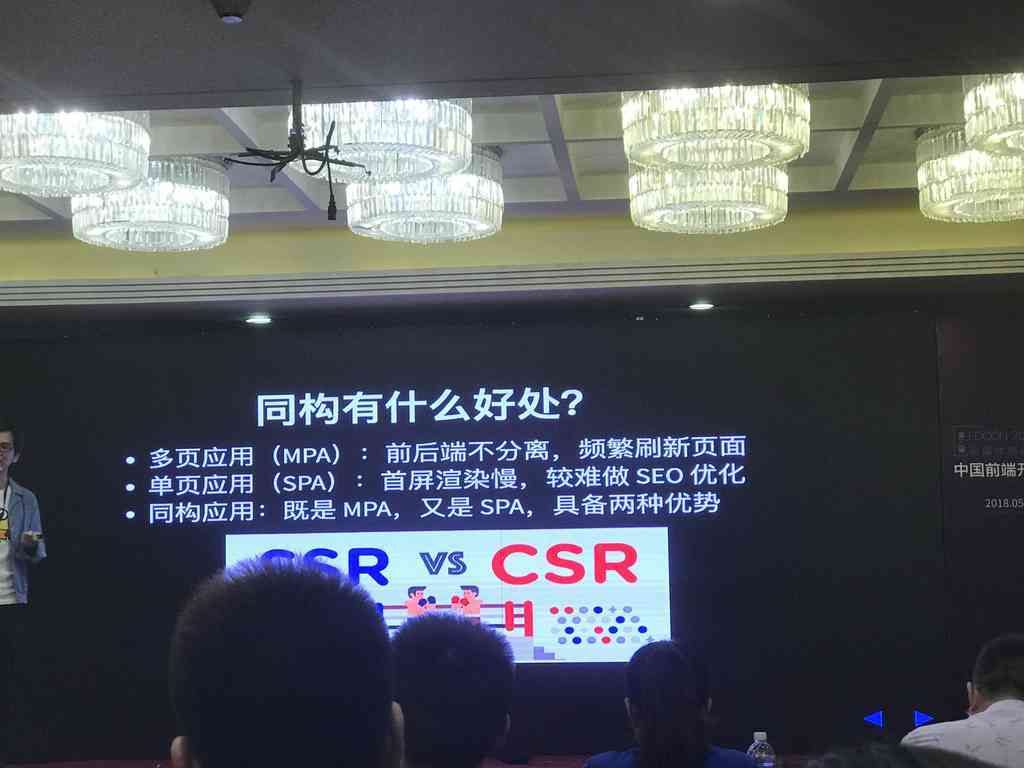 同构有什么好处?
• 多页应用（MPA）：前后端不分离，频繁刷新页面
• 单页应用（SPA）：首屏渲染慢，较难做 SEO 优化
• 同构应用：既是 MPA，又是 SPA，具备两种优势
CSR VS CSR
中国前端开
2018.05